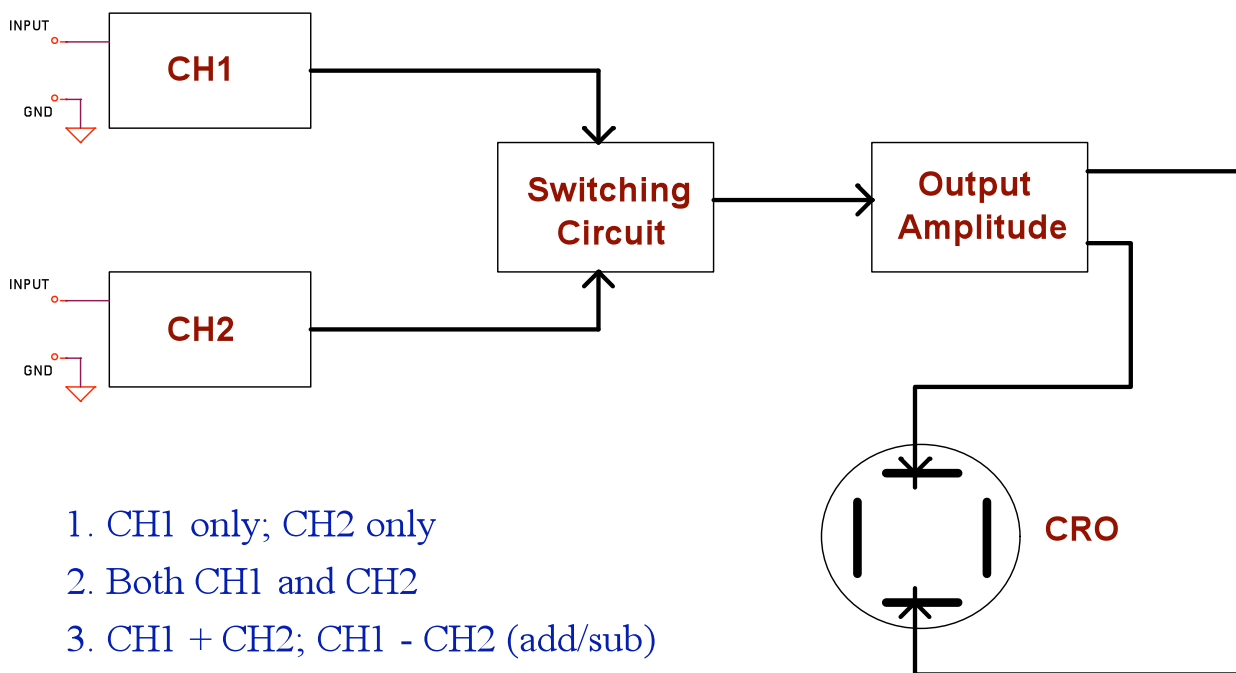 INPUT
CH1
GND
Switching
Circuit
Output
Amplitude
INPUT
CH2
GND
CRO
1. CH1 only; CH2 only
2. Both CH1 and CH2
3. CH1 + CH2; CH1 - CH2 (add/sub)